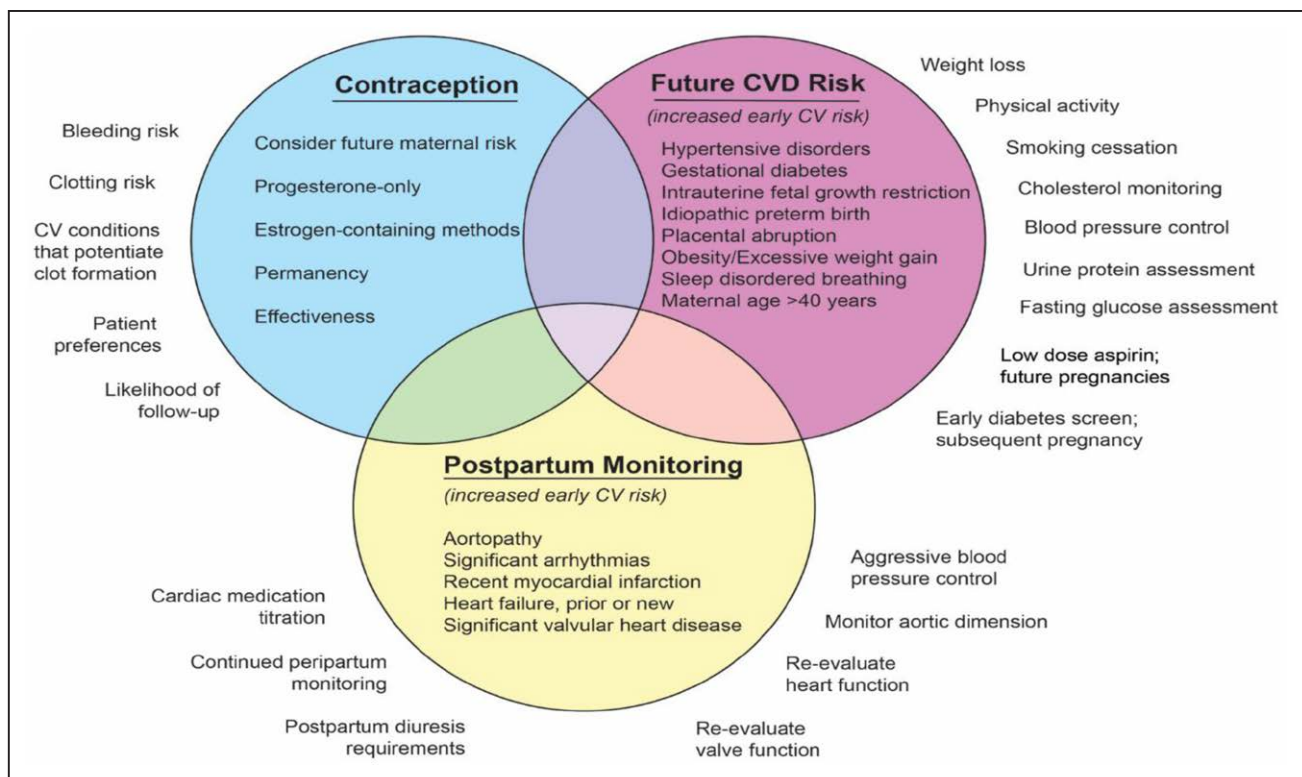 Contraception
Consider future maternal risk
Progesterone-only
Estrogen-containing methods
Permanency
Effectiveness
Bleeding risk
Clotting risk
CV conditions
that potentiate
clot formation
Patient
preferences
Likelihood of
follow-up
Future CVD Risk
(increased early CV risk)
Hypertensive disorders
Gestational diabetes
Intrauterine fetal growth restriction
Idiopathic preterm birth
Placental abruption
Obesity/Excessive weight gain
Sleep disordered breathing
Maternal age >40 years
Weight loss
Physical activity
Smoking cessation
Cholesterol monitoring
Blood pressure control
Urine protein assessment
Fasting glucose assessment
Low dose aspirin;
future pregnancies
Early diabetes screen;
subsequent pregnancy
Postpartum Monitoring
(increased early CV risk)
Aortopathy
Significant arrhythmias
Recent myocardial infarction
Heart failure, prior or new
Significant valvular heart disease
Cardiac medication
titration
Continued peripartum
monitoring
Postpartum diuresis
requirements
Aggressive blood
pressure control
Monitor aortic dimension
Re-evaluate
heart function
Re-evaluate
valve function